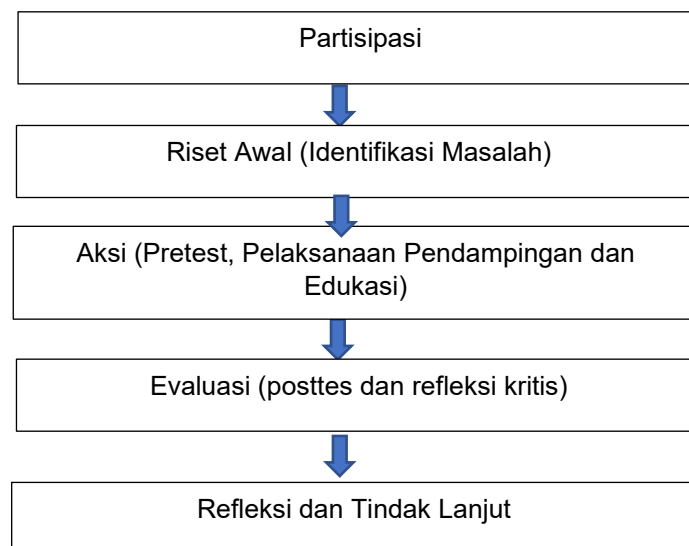 Partisipasi
Riset Awal (Identifikasi Masalah)
Aksi (Pretest, Pelaksanaan Pendampingan dan
Edukasi)
Evaluasi (posttes dan refleksi kritis)
Refleksi dan Tindak Lanjut